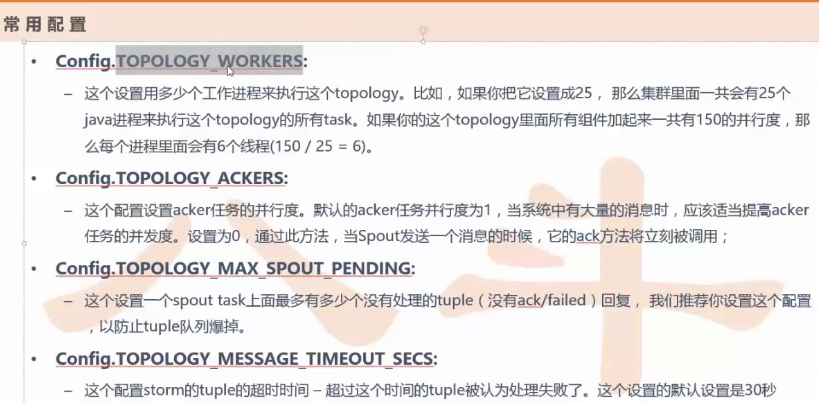 常用配置
• Config.TOPOLOGY_WORKERS:
– 这个设置用多少个工作进程来执行这个topology。比如，如果你把它设置成25， 那么集群里面一共会有25个
java进程来执行这个topology的所有task。如果你的这个topology里面所有组件加起来一共有150的并行度，那
么每个进程里面会有6个线程(150 / 25 = 6)。
• Config.TOPOLOGY_ACKERS:
– 这个配置设置acker任务的并行度。默认的acker任务并行度为1，当系统中有大量的消息时，应该适当提高acker
任务的并发度。设置为0，通过此方法，当Spout发送一个消息的时候，它的ack方法将立刻被调用；
• Config.TOPOLOGY_MAX_SPOUT_PENDING:
– 这个设置一个spout task上面最多有多少个没有处理的tuple（没有ack/failed）回复， 我们推荐你设置这个配置
，以防止tuple队列爆掉。
• Config.TOPOLOGY_MESSAGE_TIMEOUT_SECS:
– 这个配置storm的tuple的超时时间 – 超过这个时间的tuple被认为处理失败了。这个设置的默认设置是30秒
八斗